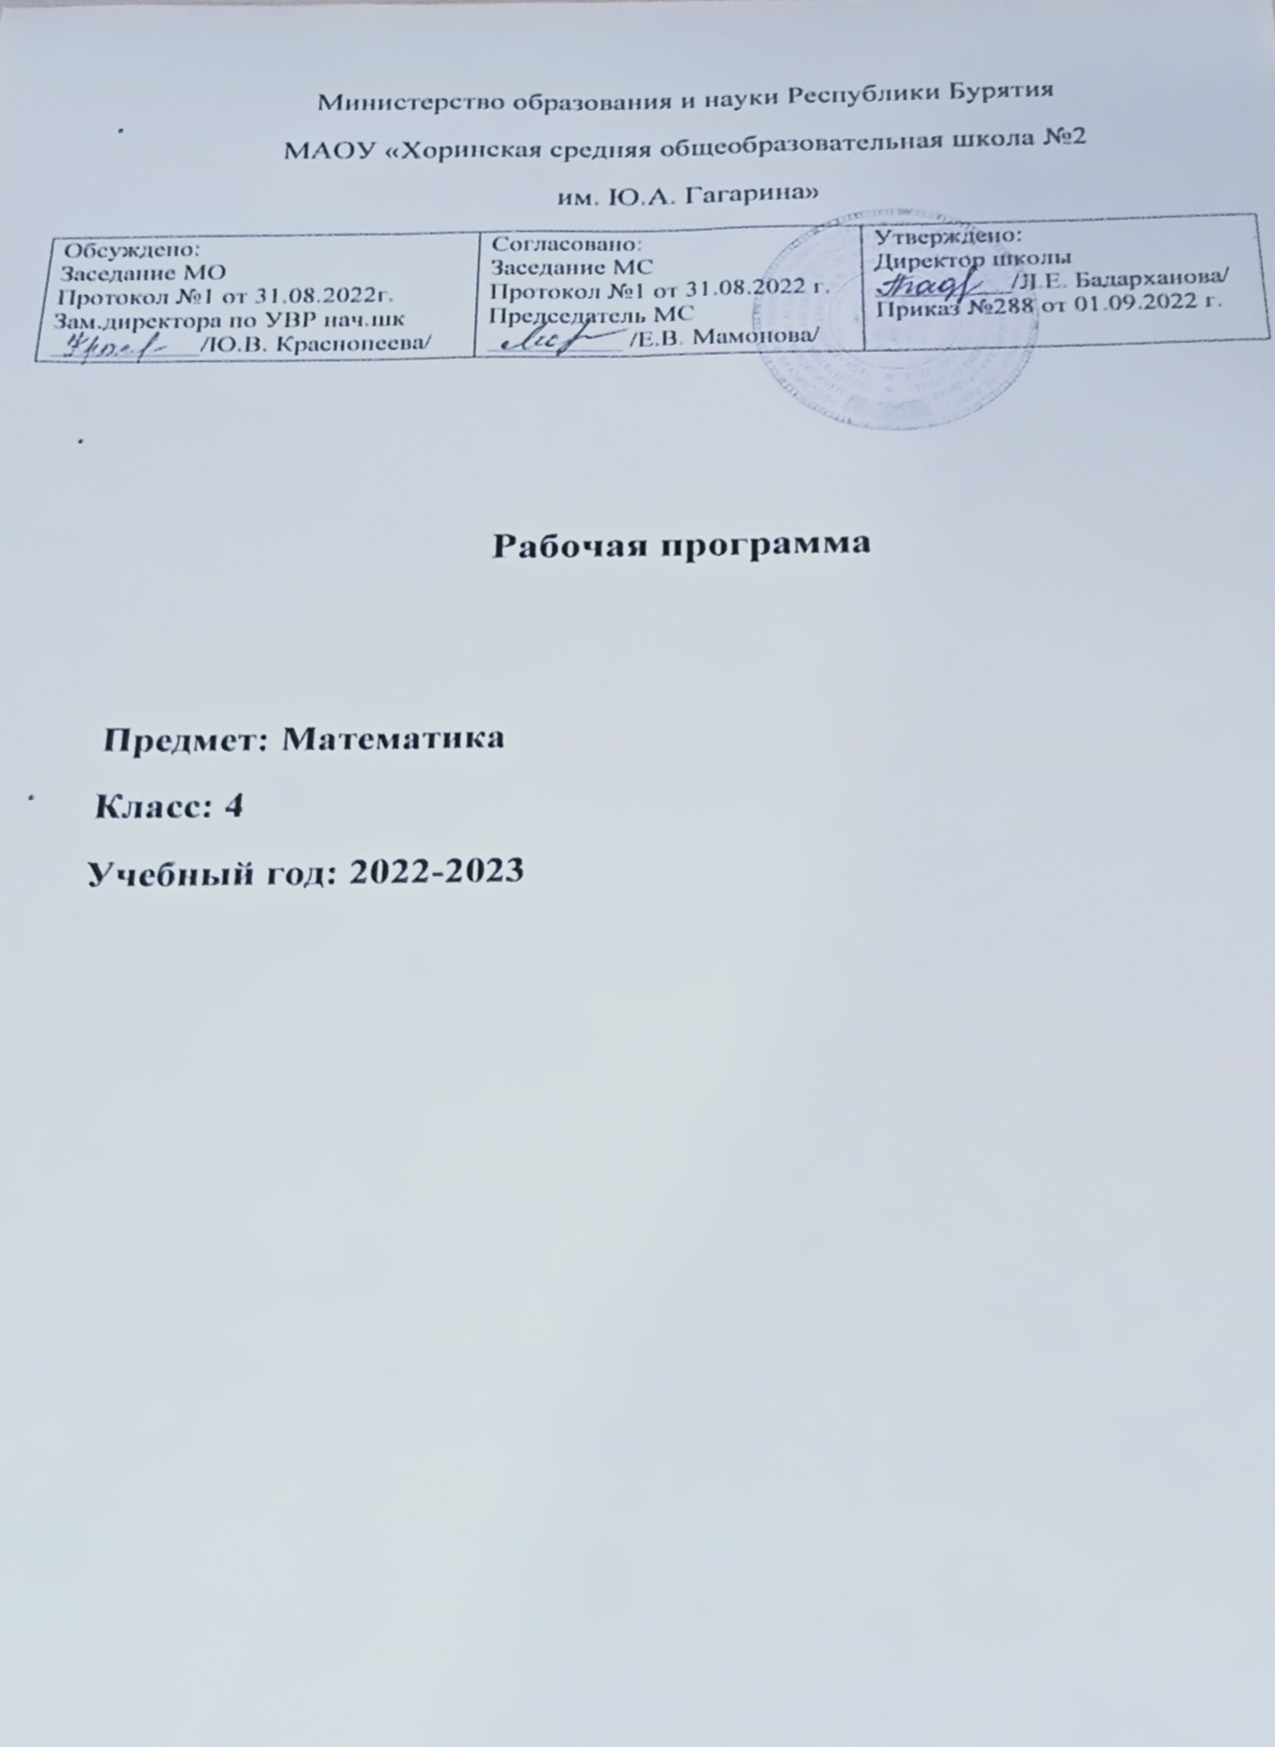 Министерство образования и науки Республики Бурятия
МАОУ «Хоринская средняя общеобразовательная школа №2
им. Ю.А. Гагарина»
Обсуждено:
Заседание МО
Протокол №1 от 31.08.2022г.
Зам.директора по УВР нач.шк
/Ю.В. Краснопеева/
Согласовано:
Заседание МС
Протокол №1 от 31.08.2022 г.
Председатель МС
/Е.В. Мамонова/
Утверждено:
Директор школы
/Л.Е. Бадарханова/
Приказ №288 от 01.09.2022 г.
Рабочая программа
Предмет: Математика
Класс: 4
Учебный год: 2022-2023